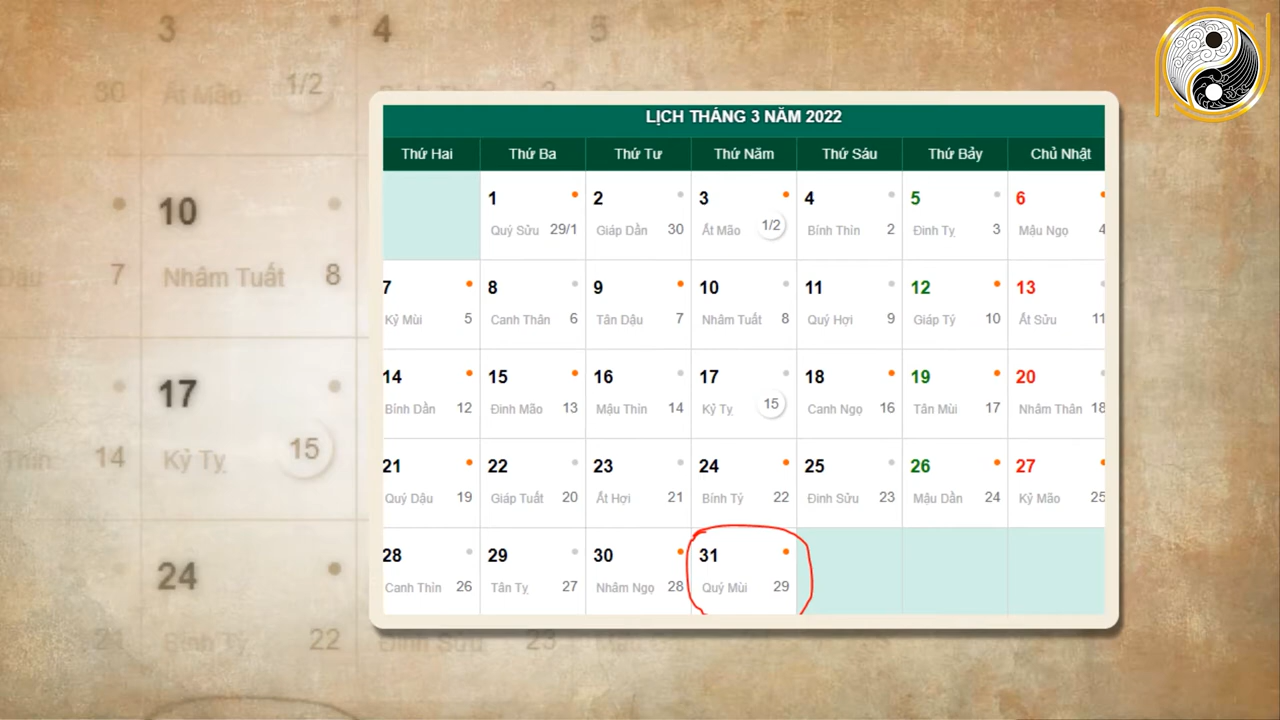 3 4 5
30 Ất Mão 1/2 2
LỊCH THÁNG 3 NĂM 2022
Thứ Hai Thứ Ba Thứ Tư Thứ Năm Thứ Sáu Thứ Bảy Chủ Nhật
1 2 3 4 5 6
Quý Sửu 29/1 Giáp Dần 30 Ất Mão 1/2 Bính Thìn 2 Đinh Tỵ 3 Mậu Ngọ 4
10
7 Nhâm Tuất 8
7 8 9 10 11 12 13
Kỷ Mùi 5 Canh Thân 6 Tân Dậu 7 Nhâm Tuất 8 Quý Hợi 9 Giáp Tý 10 Ất Sửu 11
17
14 Kỷ Tỵ 15
14 15 16 17 18 19 20
Bính Dần 12 Đinh Mão 13 Mậu Thìn 14 Kỷ Tỵ 15 Canh Ngọ 16 Tân Mùi 17 Nhâm Thân 18
21 22 23 24 25 26 27
Quý Dậu 19 Giáp Tuất 20 Ất Hợi 21 Bính Tý 22 Đinh Sửu 23 Mậu Dần 24 Kỷ Mão 25
24
21 Bính Tý 22 Đinh Sửu 23
28 29 30 31
Canh Thìn 26 Tân Tỵ 27 Nhâm Ngọ 28 Quý Mùi 29